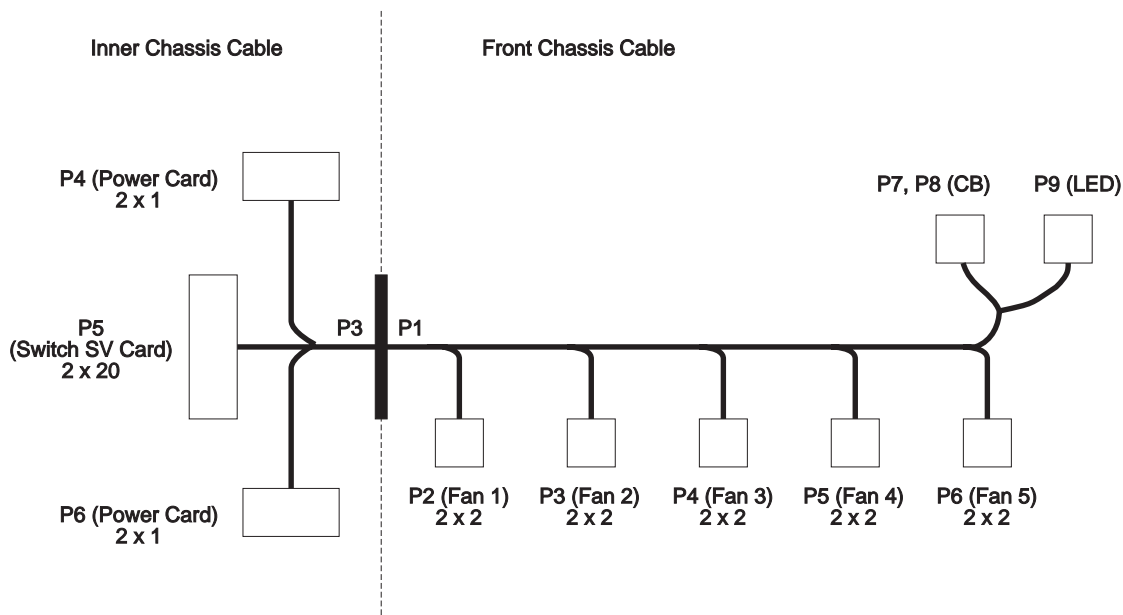 Inner Chassis Cable
Front Chassis Cable
P4 (Power Card)
2 x 1
P7, P8 (CB)
P9 (LED)
P5
(Switch SV Card)
2 x 20
P3
P1
P2 (Fan 1)
2 x 2
P3 (Fan 2)
2 x 2
P4 (Fan 3)
2 x 2
P5 (Fan 4)
2 x 2
P6 (Fan 5)
2 x 2
P6 (Power Card)
2 x 1